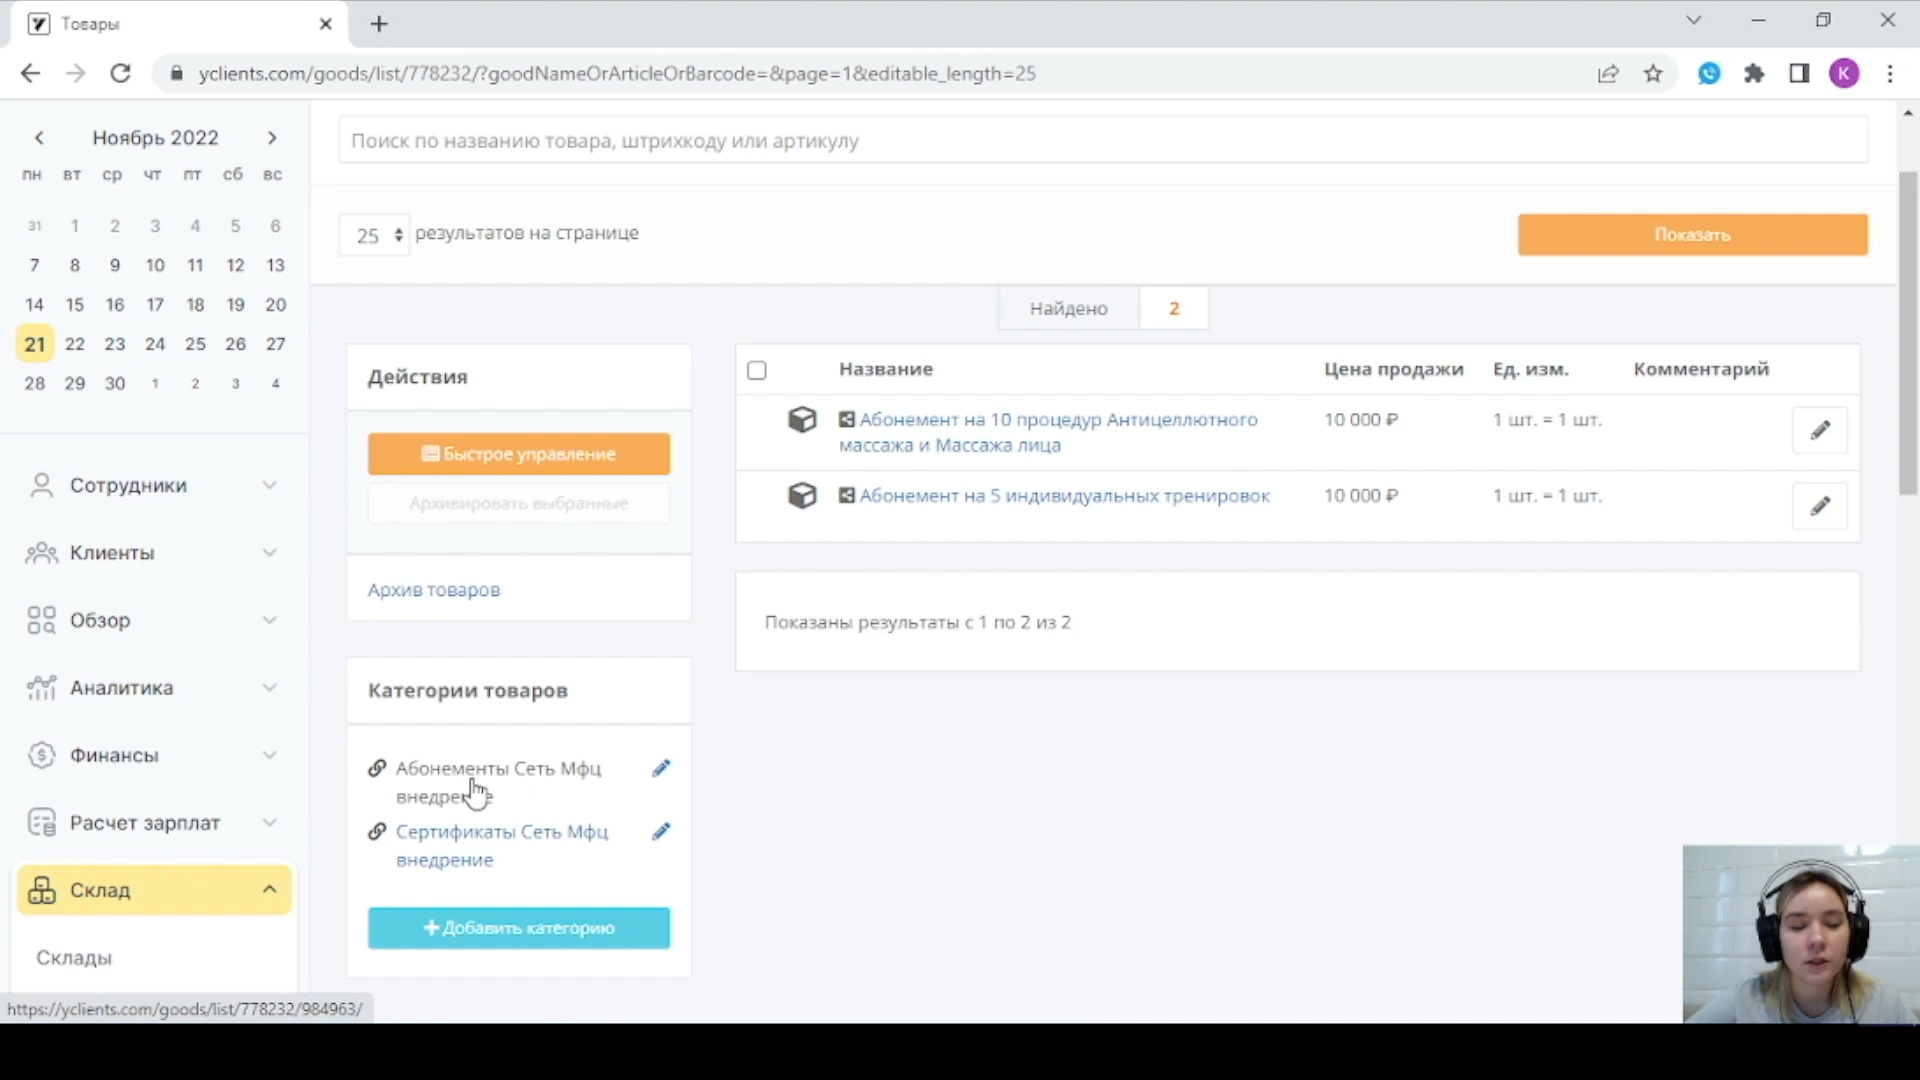 Товары
yclients.com/goods/list/778232/?goodNameOrArticleOrBarcode=&page=1&editable_length=25
K
Ноябрь 2022
пн вт ср чт пт сб вс
31 1 2 3 4 5 6
7 8 9 10 11 12 13
14 15 16 17 18 19 20
21 22 23 24 25 26 27
28 29 30 1 2 3 4
Сотрудники
Клиенты
Обзор
Аналитика
Финансы
Расчет зарплат
Склад
Склады
Поиск по названию товара, штрихкоду или артикулу
25 результатов на странице
Показать
Найдено 2
Действия
Быстрое управление
Архивировать выбранные
Архив товаров
Категории товаров
Абонементы Сеть Мфц
внедрение
Сертификаты Сеть Мфц
внедрение
+ Добавить категорию
Название Цена продажи Ед. изм. Комментарий
Абонемент на 10 процедур Антицеллютного
массажа и Массажа лица
10 000 ₽ 1 шт. = 1 шт.
Абонемент на 5 индивидуальных тренировок 10 000 ₽ 1 шт. = 1 шт.
Показаны результаты с 1 по 2 из 2
https://yclients.com/goods/list/778232/984963/